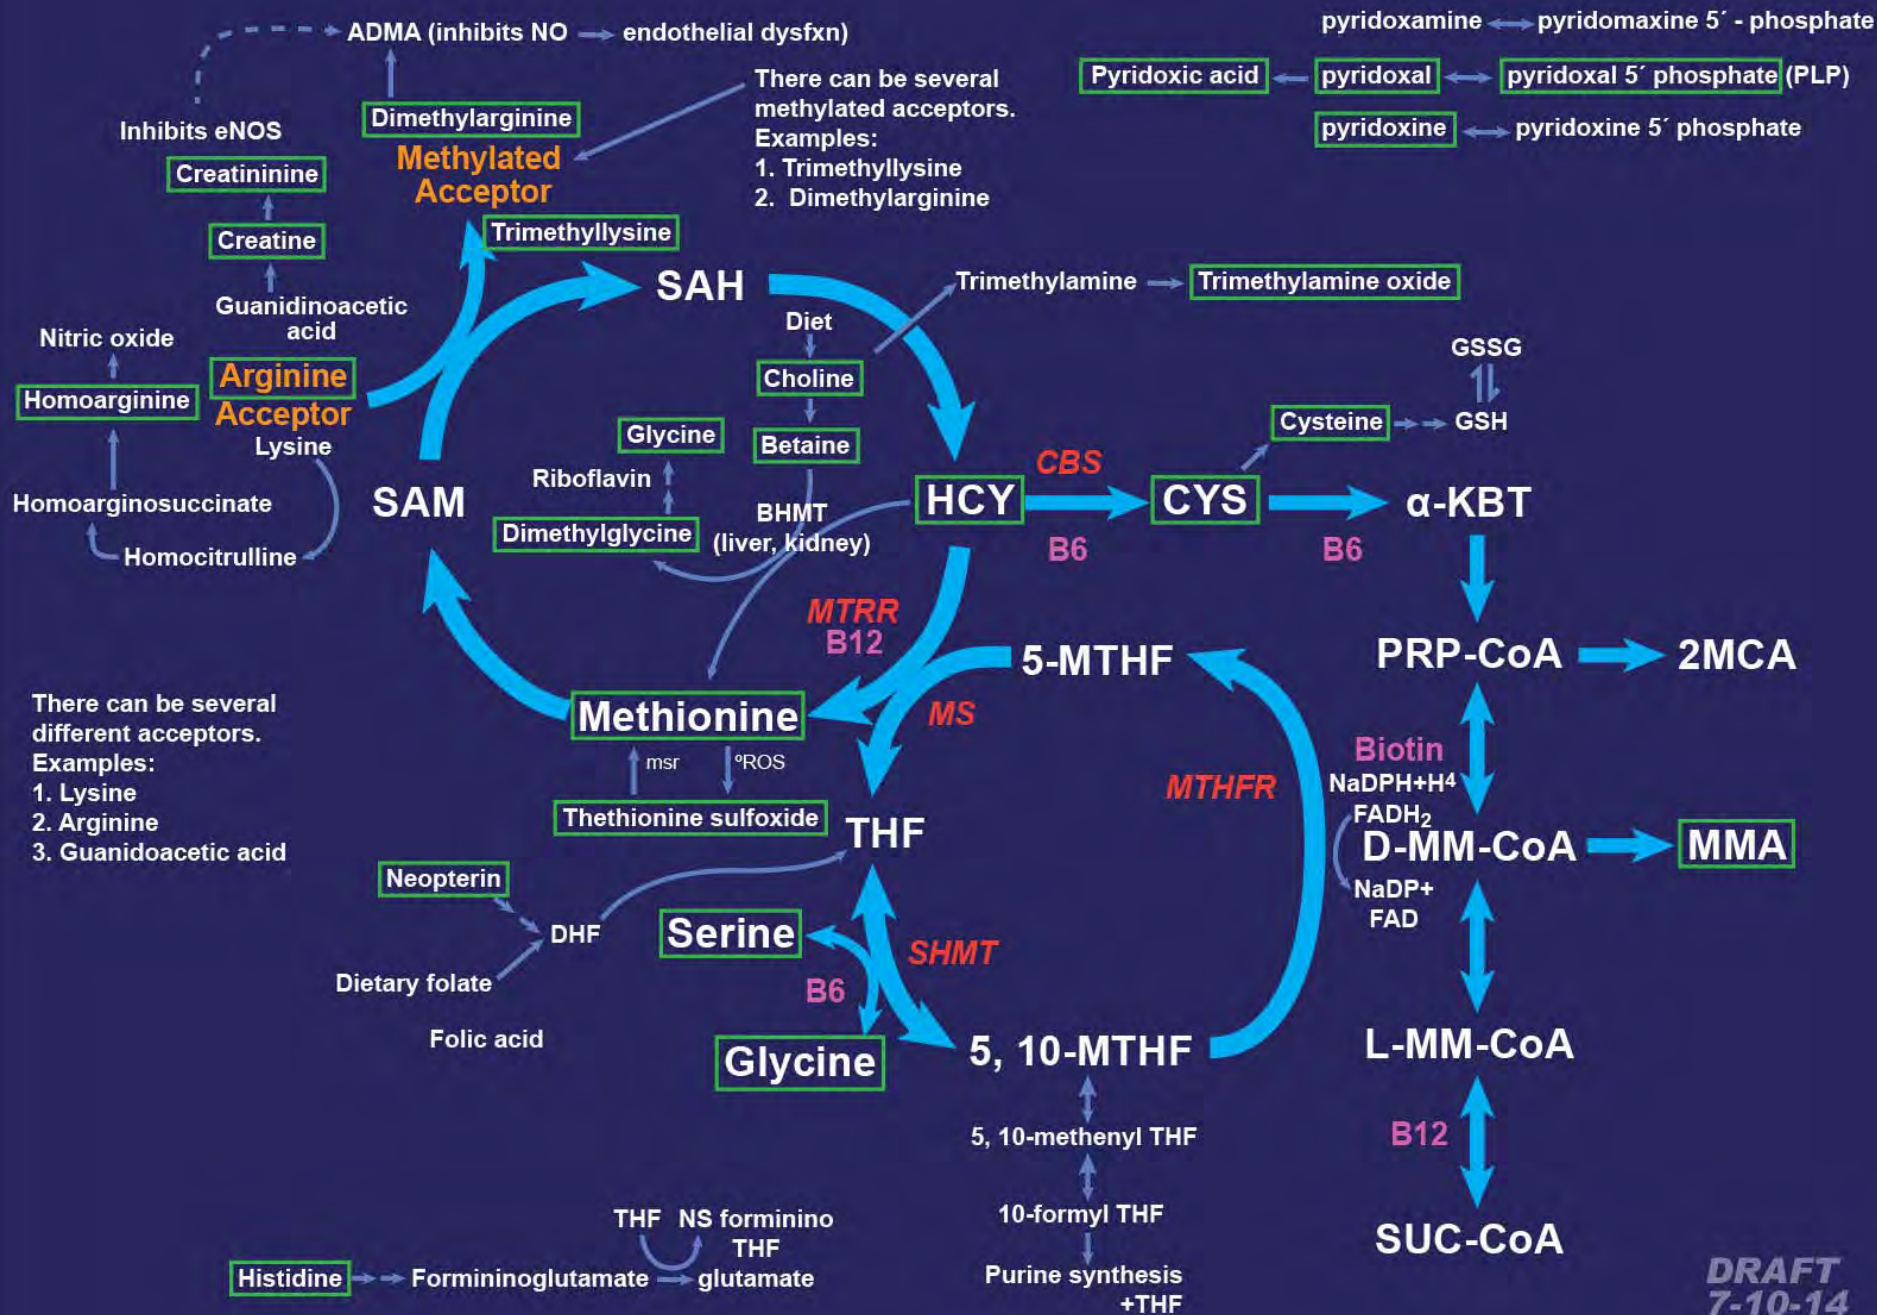 ADMA (inhibits NO → endothelial dysfxn)
pyridoxamine ↔ pyridomaxine 5´ - phosphate
Pyridoxic acid ← pyridoxal ↔ pyridoxal 5´ phosphate (PLP)
pyridoxine ↔ pyridoxine 5´ phosphate
There can be several
methylated acceptors.
Examples:
1. Trimethyllysine
2. Dimethylarginine
Inhibits eNOS
Dimethylarginine
Methylated
Acceptor
Trimethyllysine
Creatininine
Creatine
Guanidinoacetic
acid
Nitric oxide
Homoarginine
Arginine
Acceptor
Lysine
Homoarginosuccinate
Homocitrulline
SAM
SAH
Trimethylamine
Trimethylamine oxide
Diet
Choline
Betaine
Glycine
Riboflavin
Dimethylglycine
BHMT
(liver, kidney)
HCY
CBS
B6
CYS
B6
α-KBT
Cysteine
GSH
GSSG
MTRR
B12
MS
5-MTHF
Methionine
msr
ºROS
Thethionine sulfoxide
THF
MTHFR
PRP-CoA
2MCA
Biotin
NaDPH+H⁴
FADH₂
D-MM-CoA
MMA
NaDP+
FAD
L-MM-CoA
B12
SUC-CoA
There can be several
different acceptors.
Examples:
1. Lysine
2. Arginine
3. Guanidoacetic acid
Neopterin
DHF
Dietary folate
Folic acid
Serine
SHMT
B6
Glycine
5, 10-MTHF
5, 10-methenyl THF
10-formyl THF
Purine synthesis
+THF
THF NS forminino
THF
Histidine
Formininoglutamate → glutamate
DRAFT
7-10-14